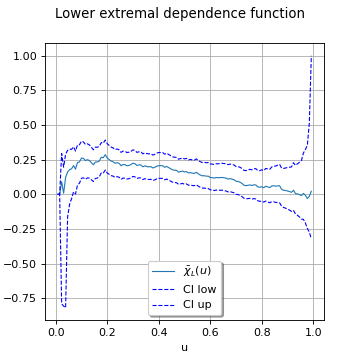 Lower extremal dependence function
1.00
0.75
0.50
0.25
0.00
−0.25
−0.50
−0.75
χ̄_L(u)
CI low
CI up
0.0 0.2 0.4 0.6 0.8 1.0
u